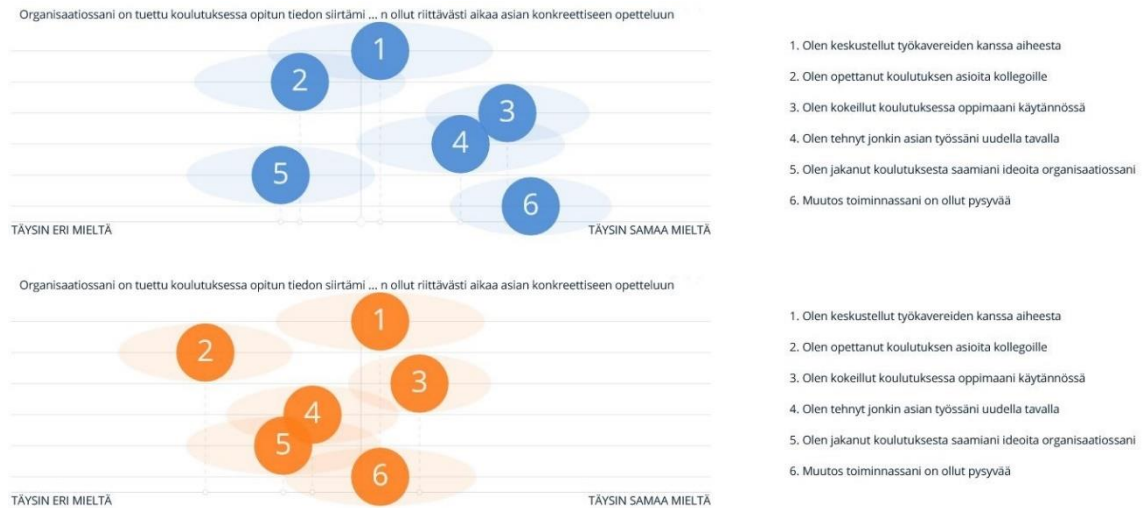 Organisaatiossani on tuettu koulutuksessa opitun tiedon siirtämi ... n ollut riittävästi aikaa asian konkreettiseen opetteluun
1
2
3
4
5
6
TÄYSIN ERI MIELTÄ
TÄYSIN SAMAA MIELTÄ
1. Olen keskustellut työkavereiden kanssa aiheesta
2. Olen opettanut koulutuksen asioita kollegoille
3. Olen kokeillut koulutuksessa oppimaani käytännössä
4. Olen tehnyt jonkin asian työssäni uudella tavalla
5. Olen jakanut koulutuksesta saamiani ideoita organisaatiossani
6. Muutos toiminnassani on ollut pysyvää
Organisaatiossani on tuettu koulutuksessa opitun tiedon siirtämi ... n ollut riittävästi aikaa asian konkreettiseen opetteluun
1
2
3
4
5
6
TÄYSIN ERI MIELTÄ
TÄYSIN SAMAA MIELTÄ
1. Olen keskustellut työkavereiden kanssa aiheesta
2. Olen opettanut koulutuksen asioita kollegoille
3. Olen kokeillut koulutuksessa oppimaani käytännössä
4. Olen tehnyt jonkin asian työssäni uudella tavalla
5. Olen jakanut koulutuksesta saamiani ideoita organisaatiossani
6. Muutos toiminnassani on ollut pysyvää